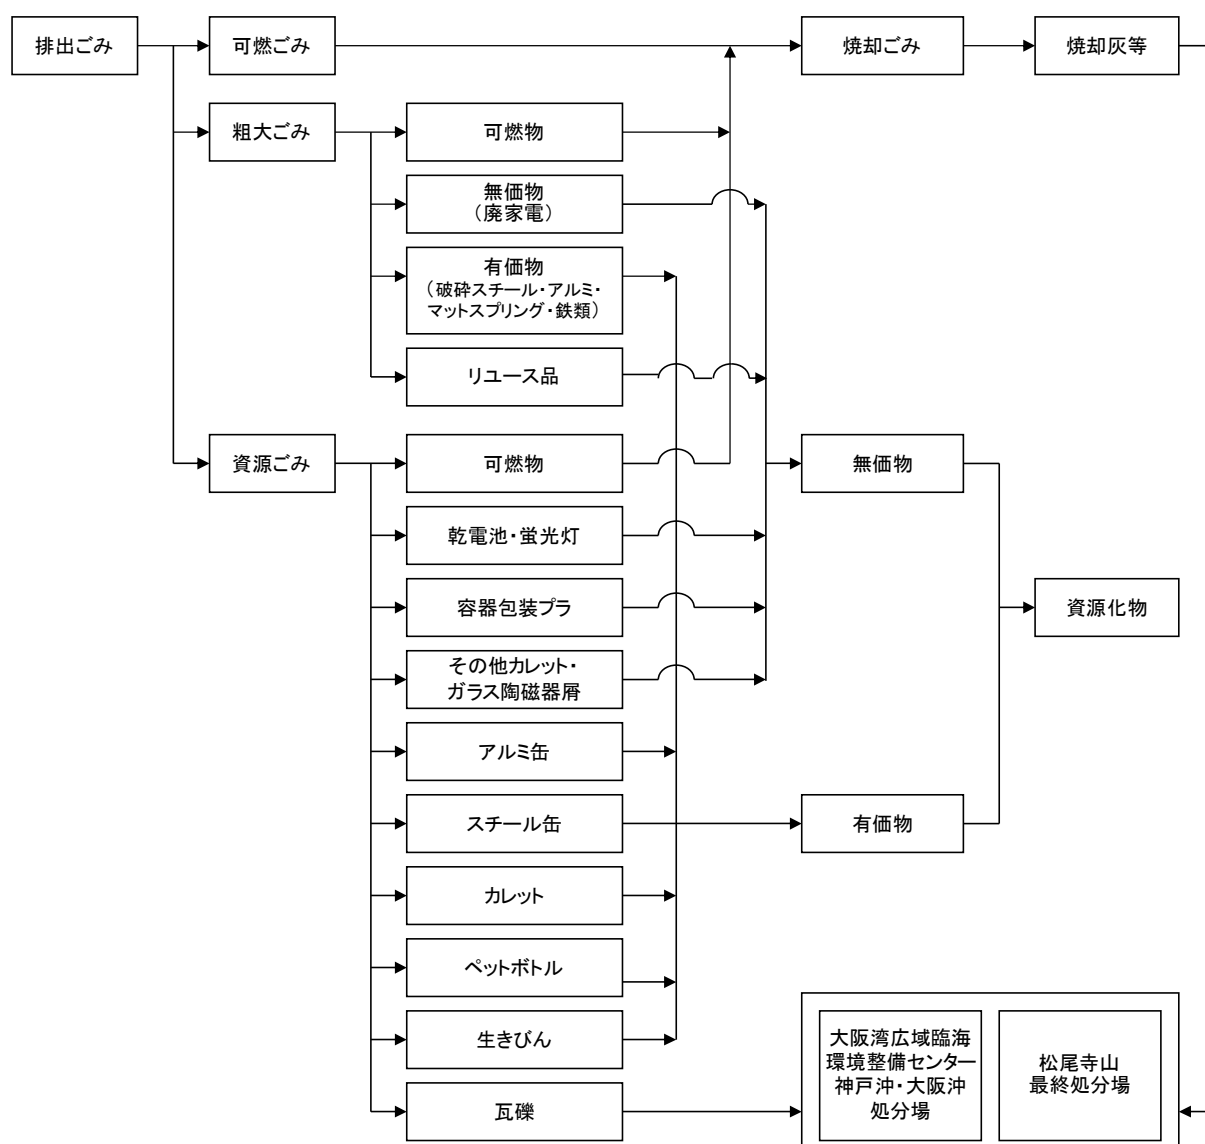 排出ごみ
可燃ごみ
焼却ごみ
焼却灰等
粗大ごみ
可燃物
無価物
（廃家電）
有価物
（破砕スチール・アルミ・
マットスプリング・鉄類）
リユース品
資源ごみ
可燃物
無価物
乾電池・蛍光灯
容器包装プラ
資源化物
その他カレット・
ガラス陶磁器屑
アルミ缶
スチール缶
有価物
カレット
ペットボトル
生きびん
瓦礫
大阪湾広域臨海
環境整備センター
神戸沖・大阪沖
処分場
松尾寺山
最終処分場